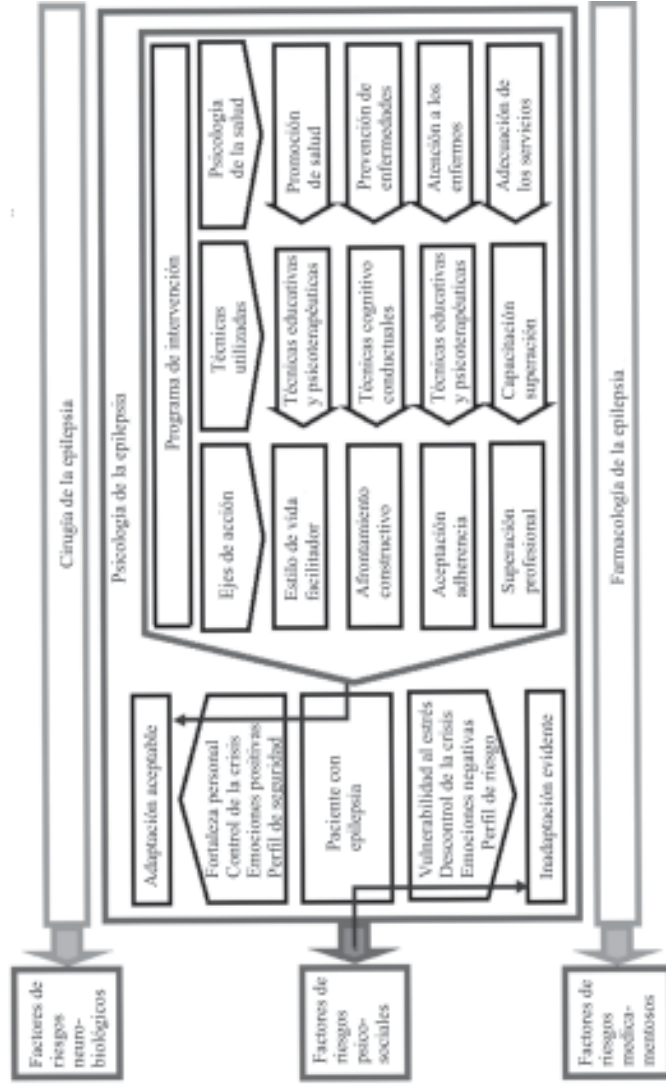 Cirugía de la epilepsia
Psicología de la epilepsia
Programa de intervención
Ejes de acción
Técnicas
utilizadas
Psicología
de la salud
Estilo de vida
facilitador
Técnicas educativas
y psicoterapéuticas
Promoción
de salud
Afrontamiento
constructivo
Técnicas cognitivo
conductuales
Prevención de
enfermedades
Aceptación
adherencia
Técnicas educativas
y psicoterapéuticas
Atención a los
enfermos
Superación
profesional
Capacitación
superación
Adecuación de
los servicios
Farmacología de la epilepsia
Adaptación aceptable
Fortaleza personal
Control de la crisis
Emociones positivas
Perfil de seguridad
Paciente con
epilepsia
Vulnerabilidad al estrés
Descontrol de la crisis
Emociones negativas
Perfil de riesgo
Inadaptación evidente
Factores de
riesgos
neuro-
biológicos
Factores de
riesgos
psico-
sociales
Factores de
riesgos
medica-
mentosos